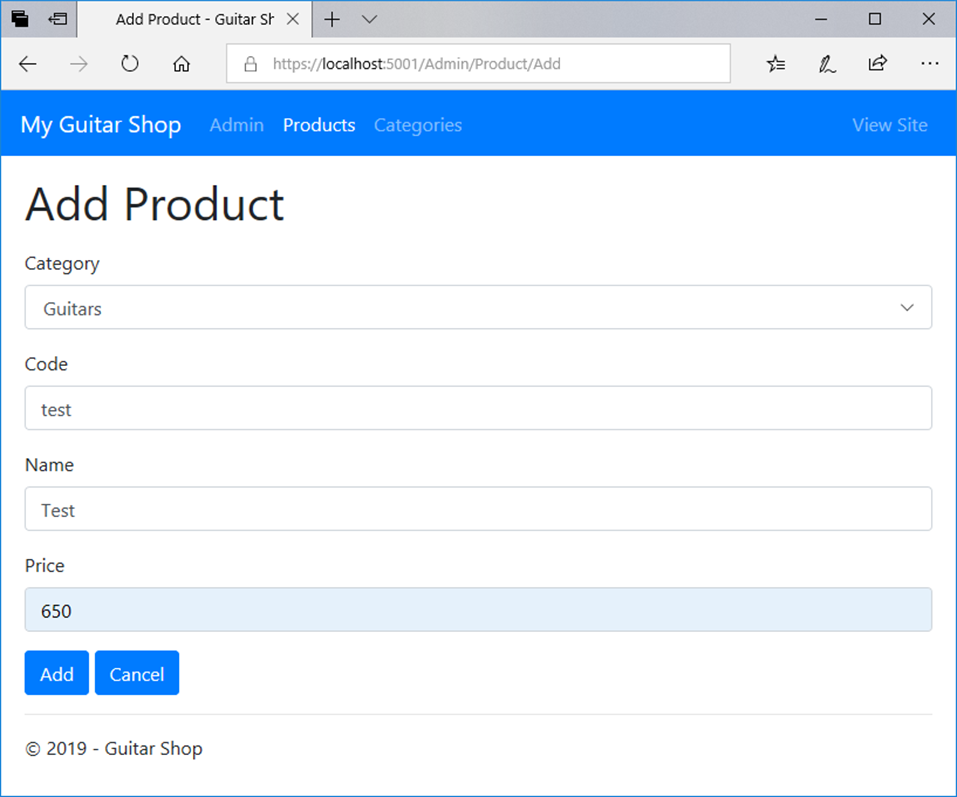 Add Product - Guitar Sh
https://localhost:5001/Admin/Product/Add
My Guitar Shop Admin Products Categories View Site
Add Product
Category
Guitars
Code
test
Name
Test
Price
650
Add Cancel
© 2019 - Guitar Shop